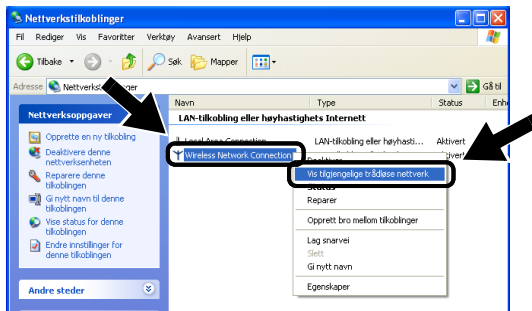 Nettverkstilkoblinger
Fil Rediger Vis Favoritter Verktøy Avansert Hjelp
Tilbake Søk Mapper
Adresse Gå til
Navn Type Status
Nettverksoppgaver
LAN-tilkobling eller høyhastighets Internett
Local Area Connection LAN-tilkobling eller høyhasti... Aktivert
Wireless Network Connection
Opprette en ny tilkobling
Deaktivere denne
nettverksenheten
Reparere denne
tilkoblingen
Gi nytt navn til denne
tilkoblingen
Vise status for denne
tilkoblingen
Endre innstillinger for
denne tilkoblingen
Andre steder
Deaktiver
Vis tilgjengelige trådløse nettverk
Status
Reparer
Opprett bro mellom tilkoblinger
Lag snarvei
Slett
Gi nytt navn
Egenskaper